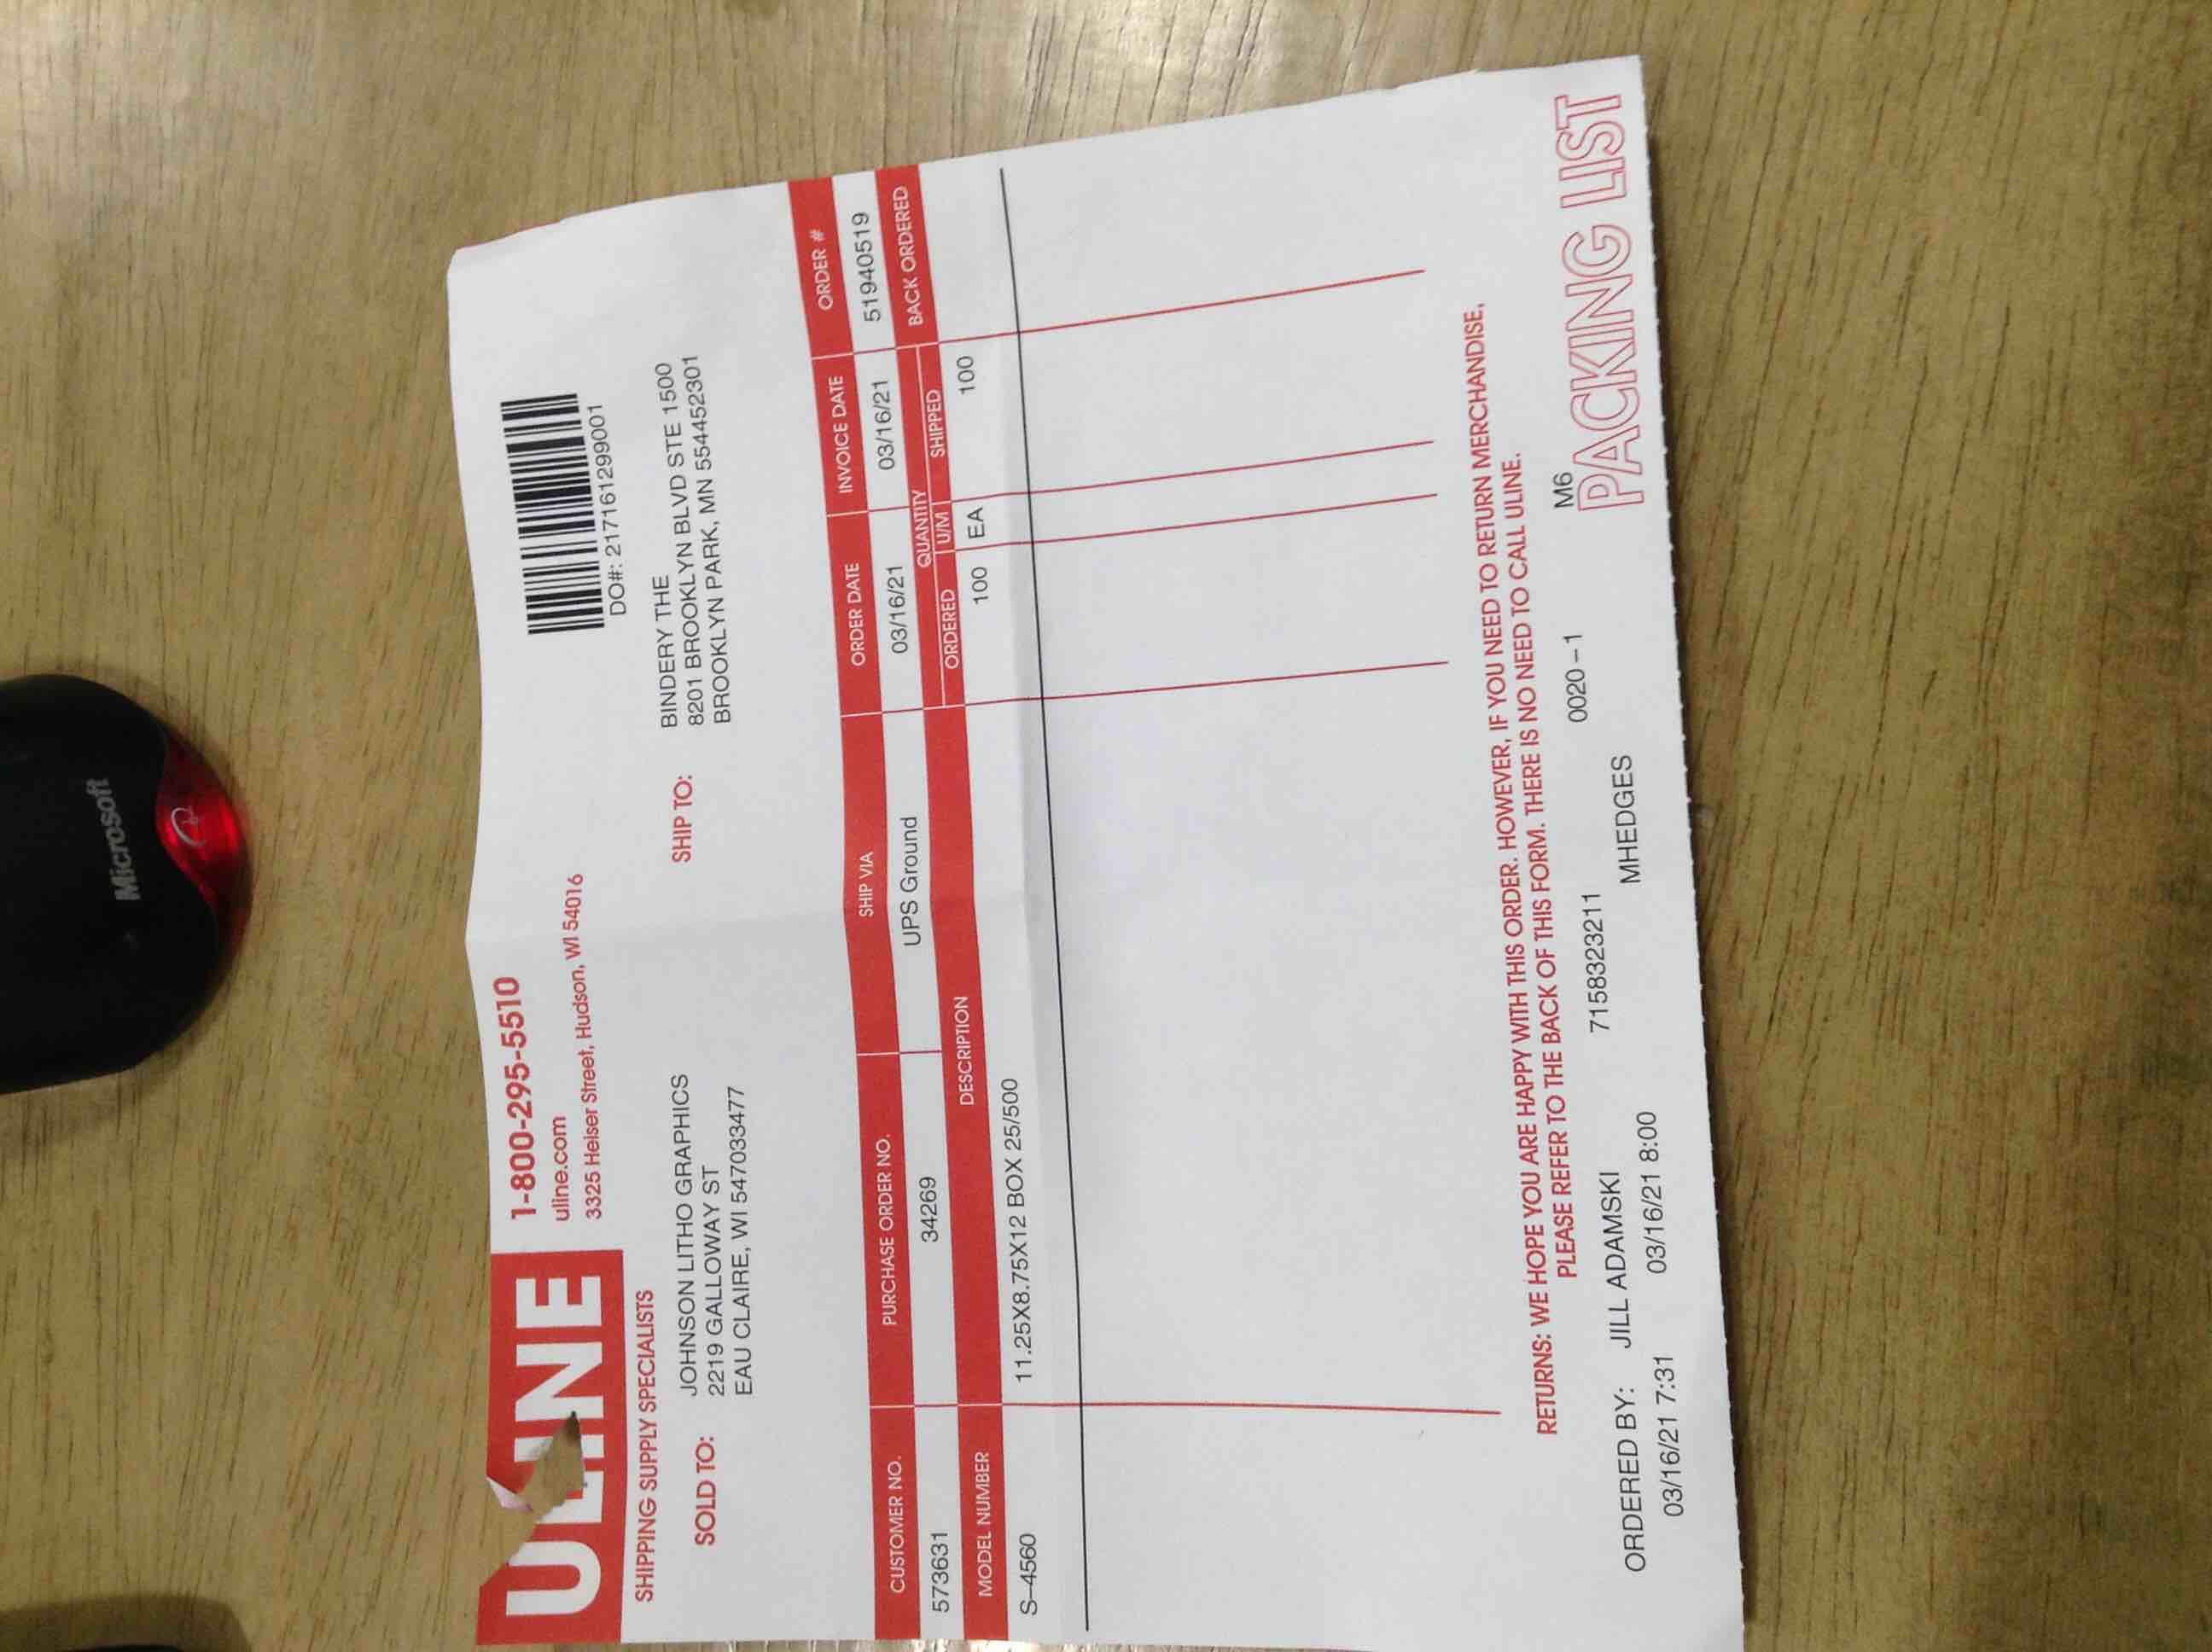 Microsoft
ULINE
1-800-295-5510
uline.com
3325 Heiser Street, Hudson, WI 54016
SHIPPING SUPPLY SPECIALISTS
DO#: 217161299001
SOLD TO:
JOHNSON LITHO GRAPHICS
2219 GALLOWAY ST
EAU CLAIRE, WI 547033477
SHIP TO:
BINDERY THE
8201 BROOKLYN BLVD STE 1500
BROOKLYN PARK, MN 554452301
CUSTOMER NO. PURCHASE ORDER NO. SHIP VIA ORDER DATE INVOICE DATE ORDER #
573631 34269 UPS Ground 03/16/21 03/16/21 51940519
MODEL NUMBER DESCRIPTION QUANTITY BACK ORDERED
ORDERED U/M SHIPPED
S-4560 11.25X8.75X12 BOX 25/500 100 EA 100
RETURNS: WE HOPE YOU ARE HAPPY WITH THIS ORDER. HOWEVER, IF YOU NEED TO RETURN MERCHANDISE,
PLEASE REFER TO THE BACK OF THIS FORM. THERE IS NO NEED TO CALL ULINE.
ORDERED BY: JILL ADAMSKI 7158323211 0020-1 M6
03/16/21 7:31 03/16/21 8:00 MHEDGES
PACKING LIST